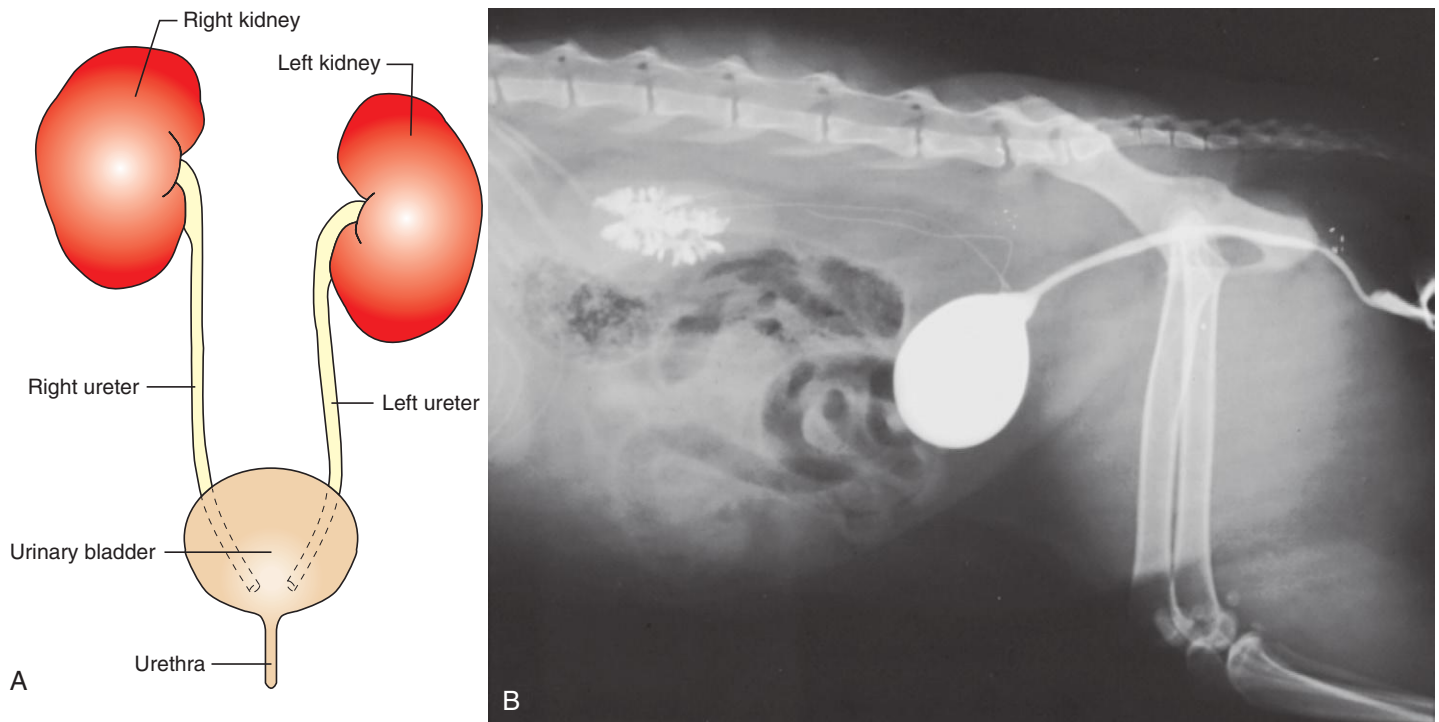 Right kidney
Left kidney
Right ureter
Left ureter
Urinary bladder
Urethra
A
B